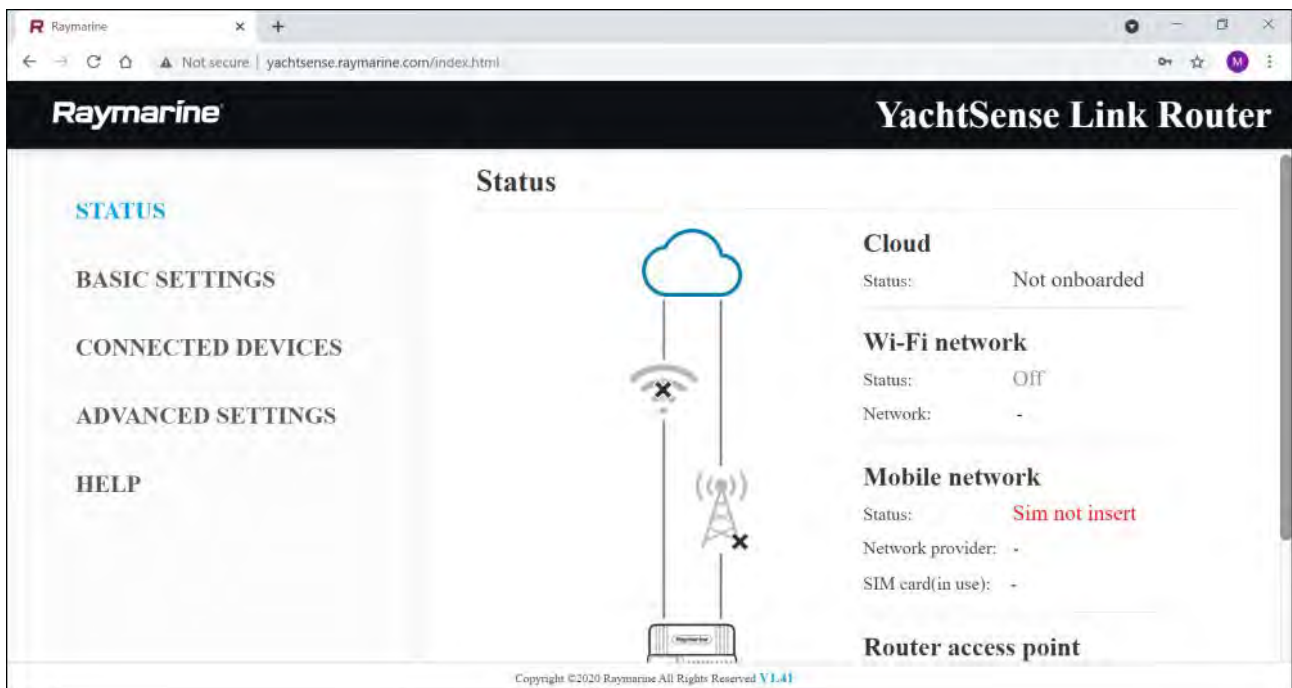 Raymarine
Not secure | yachtsense.raymarine.com/index.html
M
Raymarine
YachtSense Link Router
STATUS
BASIC SETTINGS
CONNECTED DEVICES
ADVANCED SETTINGS
HELP
Status
Cloud
Status: Not onboarded
Wi-Fi network
Status: Off
Network: -
Mobile network
Status: Sim not insert
Network provider: -
SIM card(in use): -
Raymarine
Router access point
Copyright ©2020 Raymarine All Rights Reserved V1.41